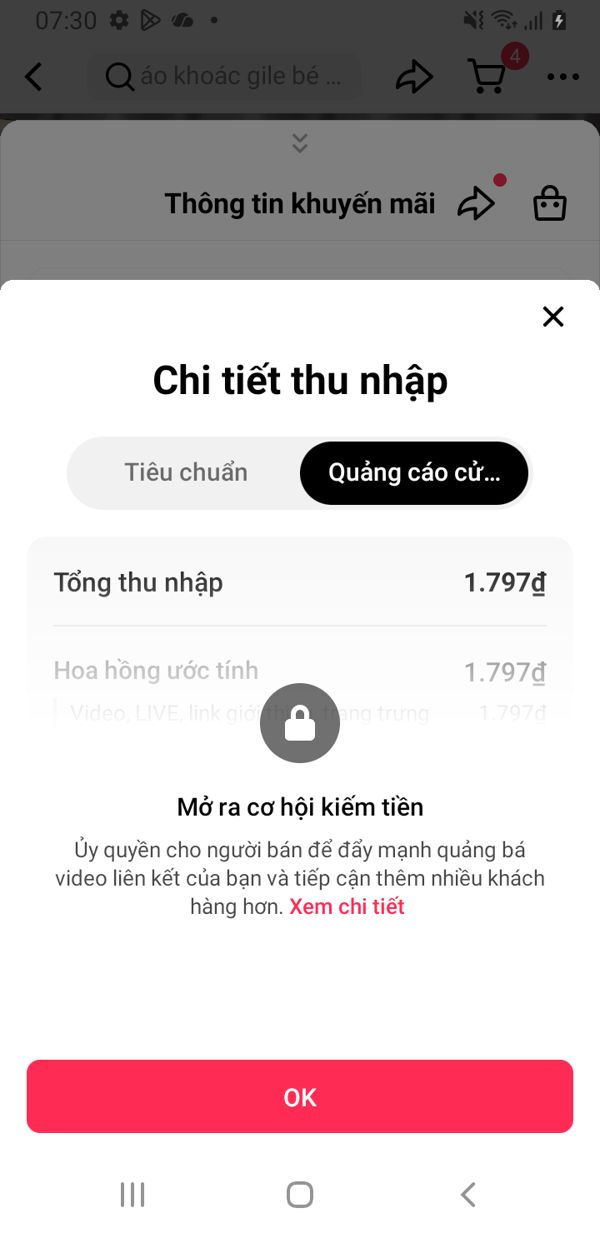 07:30
áo khoác gile bé ...
4
Thông tin khuyến mãi
Chi tiết thu nhập
Tiêu chuẩn
Quảng cáo cử...
Tổng thu nhập
1.797₫
Hoa hồng ước tính
1.797₫
Video, LIVE, link giới thiệu, trang trưng
1.797₫
Mở ra cơ hội kiếm tiền
Ủy quyền cho người bán để đẩy mạnh quảng bá
video liên kết của bạn và tiếp cận thêm nhiều khách
hàng hơn. Xem chi tiết
OK